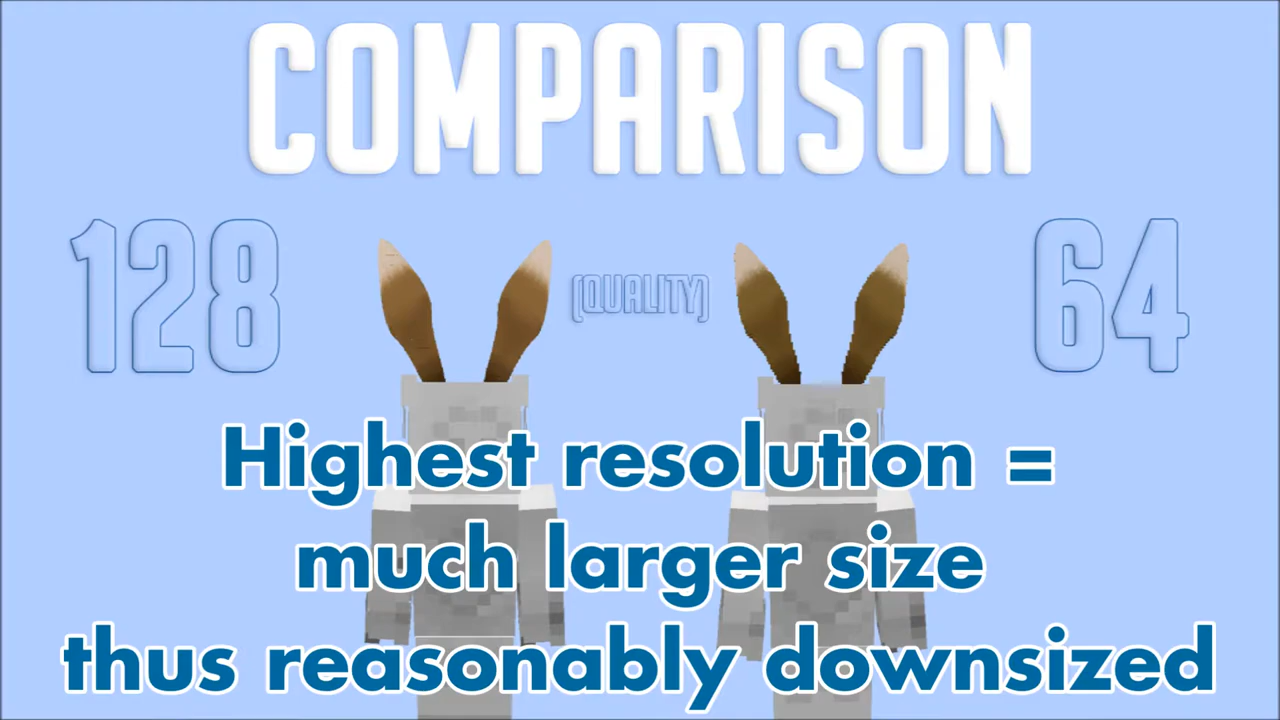 COMPARISON
128
(QUALITY)
64
Highest resolution =
much larger size
thus reasonably downsized